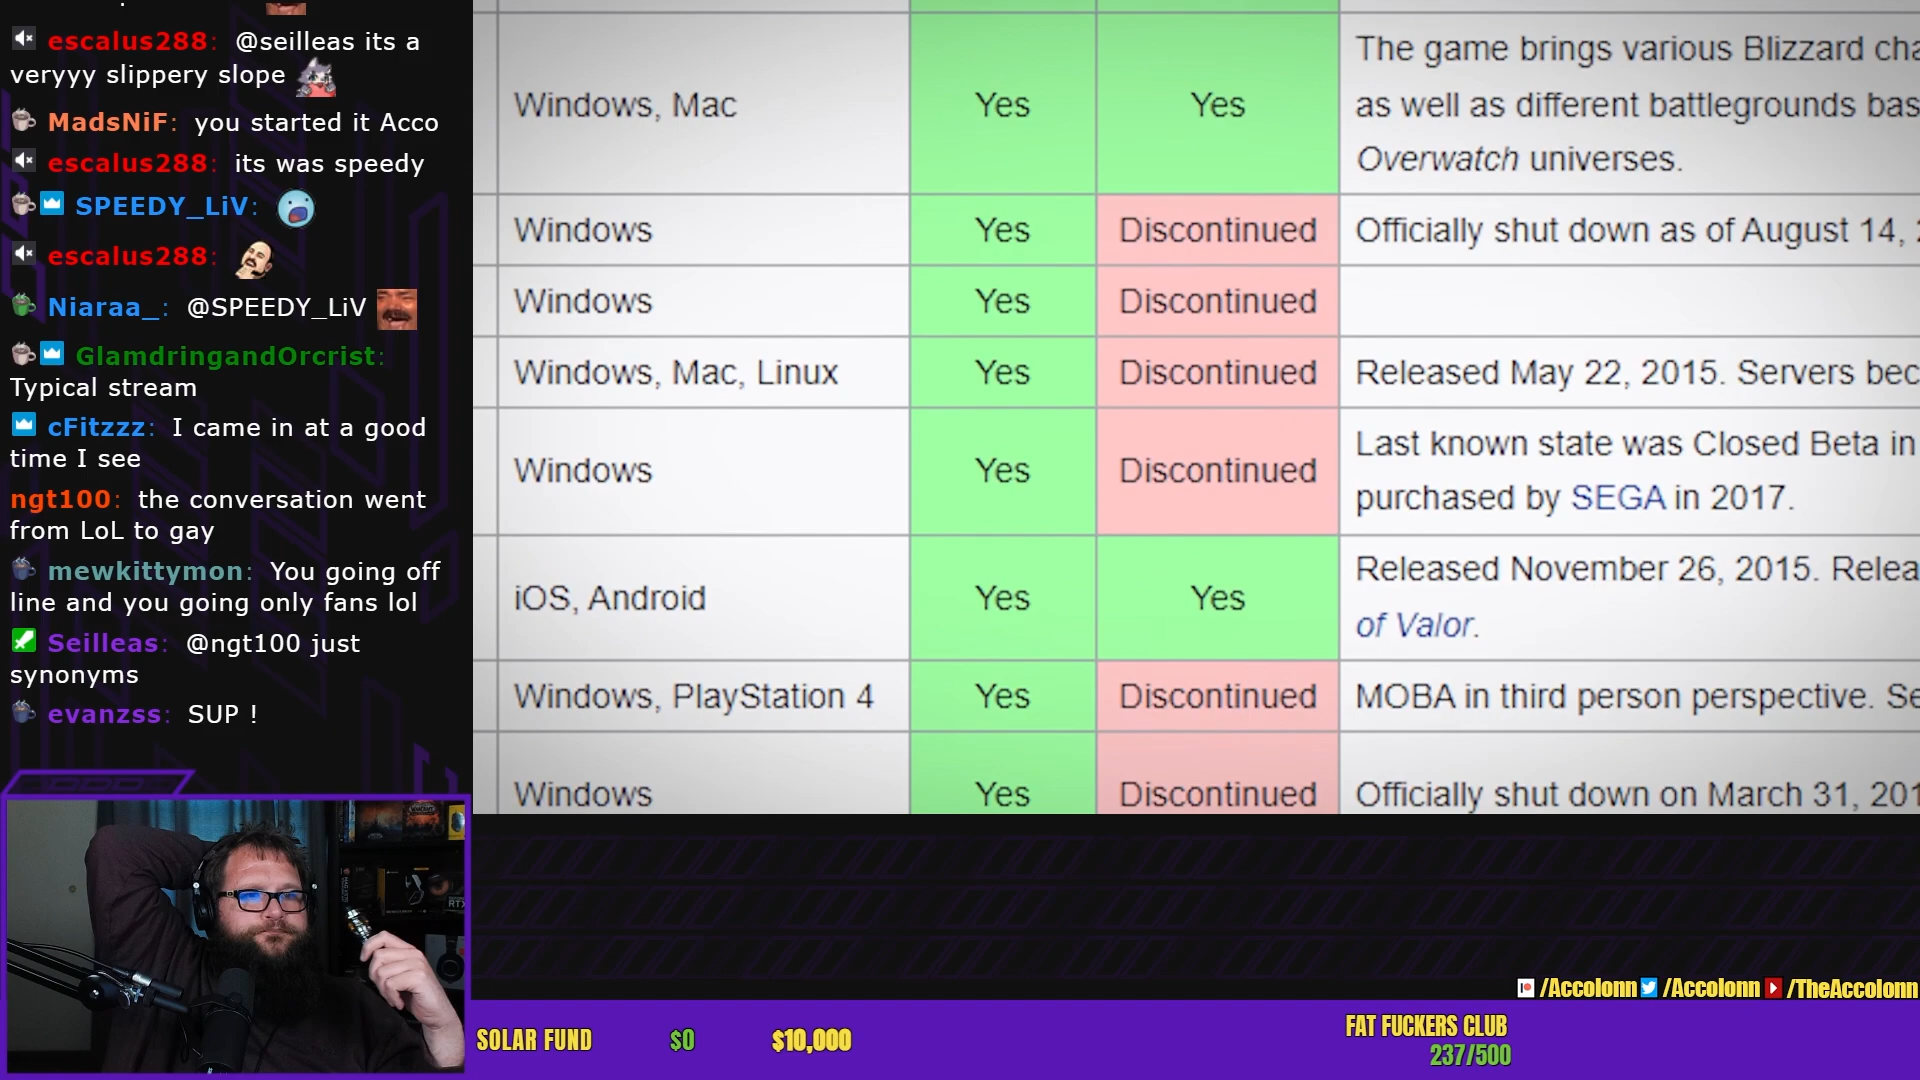 escalus288: @seilleas its a
veryyy slippery slope
MadsNiF: you started it Acco
escalus288: its was speedy
SPEEDY_LiV:
escalus288:
Niaraa_: @SPEEDY_LiV
GlamdringandOrcrist:
Typical stream
cFitzzz: I came in at a good
time I see
ngt100: the conversation went
from LoL to gay
mewkittymon: You going off
line and you going only fans lol
Seilleas: @ngt100 just
synonyms
evanzss: SUP !
The game brings various Blizzard cha
Windows, Mac Yes Yes as well as different battlegrounds bas
Overwatch universes.
Windows Yes Discontinued Officially shut down as of August 14,
Windows Yes Discontinued
Windows, Mac, Linux Yes Discontinued Released May 22, 2015. Servers bec
Last known state was Closed Beta in
Windows Yes Discontinued
purchased by SEGA in 2017.
Released November 26, 2015. Relea
iOS, Android Yes Yes
of Valor.
Windows, PlayStation 4 Yes Discontinued MOBA in third person perspective. Se
Windows Yes Discontinued Officially shut down on March 31, 201
/Accolonn /Accolonn /TheAccolonn
SOLAR FUND $0 $10,000
FAT FUCKERS CLUB
237/500